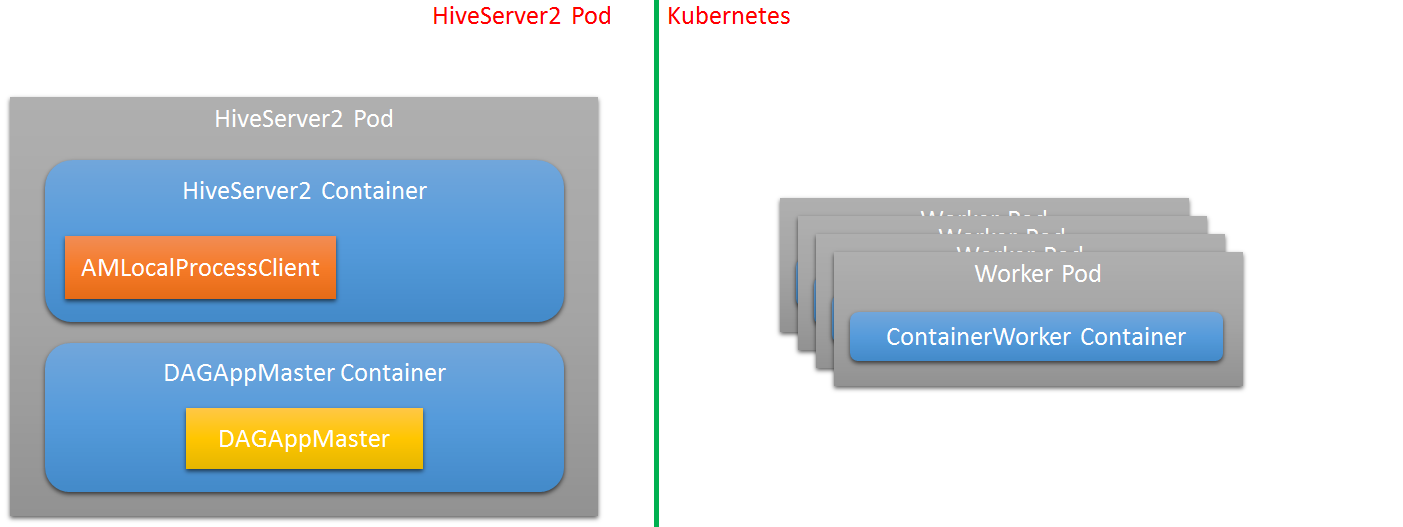 HiveServer2 Pod
Kubernetes
HiveServer2 Pod
HiveServer2 Container
AMLocalProcessClient
DAGAppMaster Container
DAGAppMaster
Worker Pod
Worker Pod
Worker Pod
Worker Pod
ContainerWorker Container